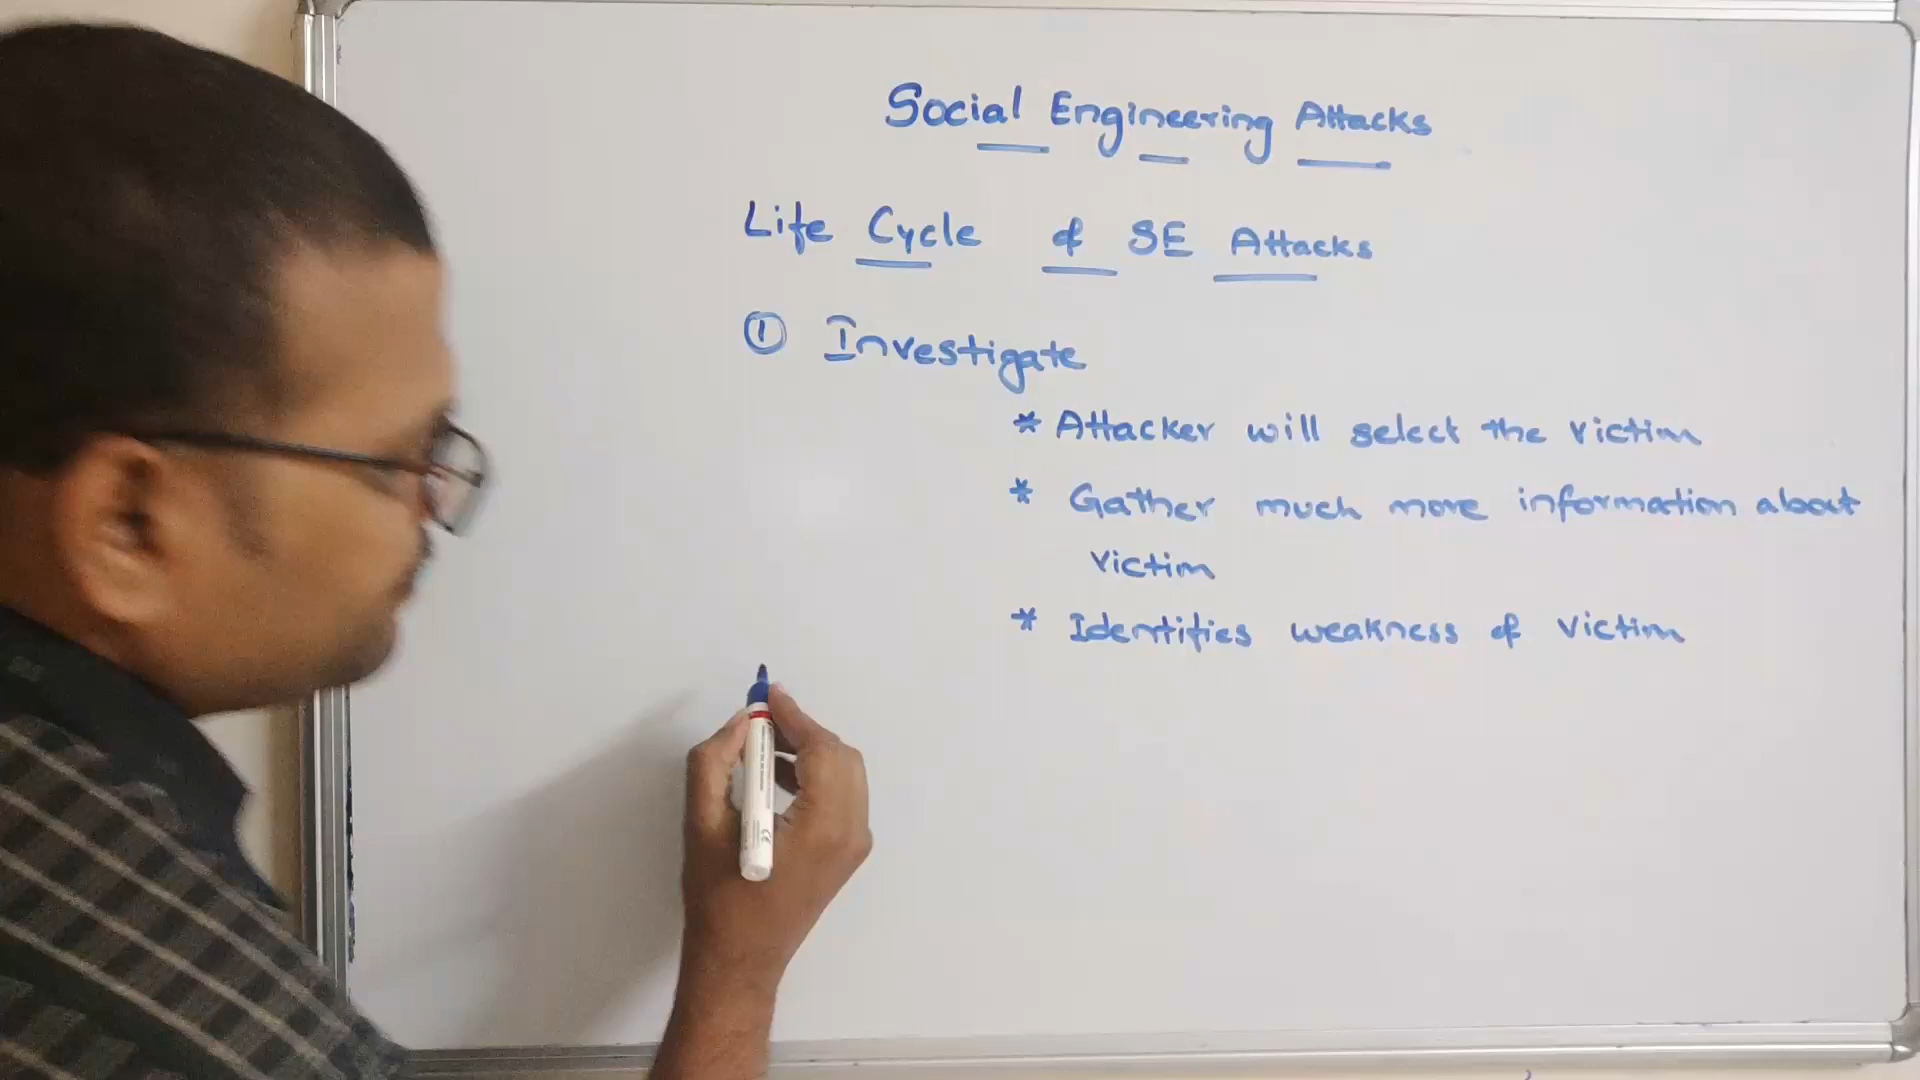 Social Engineering Attacks
Life Cycle of SE Attacks
① Investigate
* Attacker will select the victim
* Gather much more information about
victim
* Identifies weakness of victim